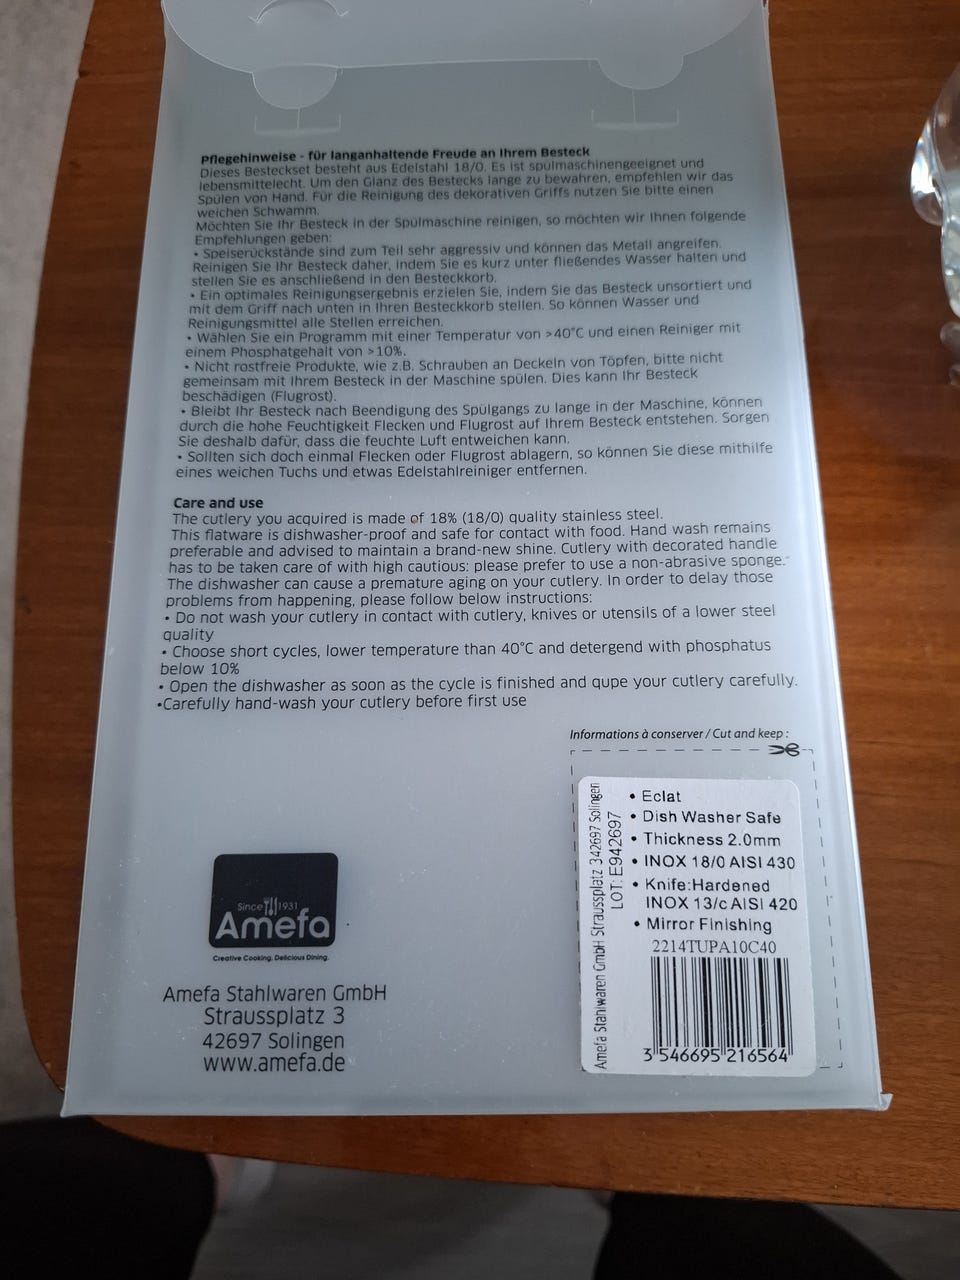 Pflegehinweise - für langanhaltende Freude an Ihrem Besteck
Dieses Besteckset besteht aus Edelstahl 18/0. Es ist spülmaschinengeeignet und
lebensmittelecht. Um den Glanz des Bestecks lange zu bewahren, empfehlen wir das
Spülen von Hand. Für die Reinigung des dekorativen Griffs nutzen Sie bitte einen
weichen Schwamm.
Möchten Sie Ihr Besteck in der Spülmaschine reinigen, so möchten wir Ihnen folgende
Empfehlungen geben:
• Speiserückstände sind zum Teil sehr aggressiv und können das Metall angreifen.
Reinigen Sie Ihr Besteck daher, indem Sie es kurz unter fließendes Wasser halten und
stellen Sie es anschließend in den Besteckkorb.
• Ein optimales Reinigungsergebnis erzielen Sie, indem Sie das Besteck unsortiert und
mit dem Griff nach unten in Ihren Besteckkorb stellen. So können Wasser und
Reinigungsmittel alle Stellen erreichen.
• Wählen Sie ein Programm mit einer Temperatur von >40°C und einen Reiniger mit
einem Phosphatgehalt von >10%.
• Nicht rostfreie Produkte, wie z.B. Schrauben an Deckeln von Töpfen, bitte nicht
gemeinsam mit Ihrem Besteck in der Maschine spülen. Dies kann Ihr Besteck
beschädigen (Flugrost).
• Bleibt Ihr Besteck nach Beendigung des Spülgangs zu lange in der Maschine, können
durch die hohe Feuchtigkeit Flecken und Flugrost auf Ihrem Besteck entstehen. Sorgen
Sie deshalb dafür, dass die feuchte Luft entweichen kann.
• Sollten sich doch einmal Flecken oder Flugrost ablagern, so können Sie diese mithilfe
eines weichen Tuchs und etwas Edelstahlreiniger entfernen.
Care and use
The cutlery you acquired is made of 18% (18/0) quality stainless steel.
This flatware is dishwasher-proof and safe for contact with food. Hand wash remains
preferable and advised to maintain a brand-new shine. Cutlery with decorated handle
has to be taken care of with high cautious: please prefer to use a non-abrasive sponge.
The dishwasher can cause a premature aging on your cutlery. In order to delay those
problems from happening, please follow below instructions:
• Do not wash your cutlery in contact with cutlery, knives or utensils of a lower steel
quality
• Choose short cycles, lower temperature than 40°C and detergend with phosphatus
below 10%
• Open the dishwasher as soon as the cycle is finished and qupe your cutlery carefully.
•Carefully hand-wash your cutlery before first use
Informations à conserver / Cut and keep :
Amefa Stahlwaren GmbH Straussplatz 342697 Solingen
LOT: E942697
• Eclat
• Dish Washer Safe
• Thickness 2.0mm
• INOX 18/0 AISI 430
• Knife:Hardened
INOX 13/c AISI 420
• Mirror Finishing
2214TUPA10C40
3 546695 216564
Since 1931
Amefa
Creative Cooking. Delicious Dining.
Amefa Stahlwaren GmbH
Straussplatz 3
42697 Solingen
www.amefa.de